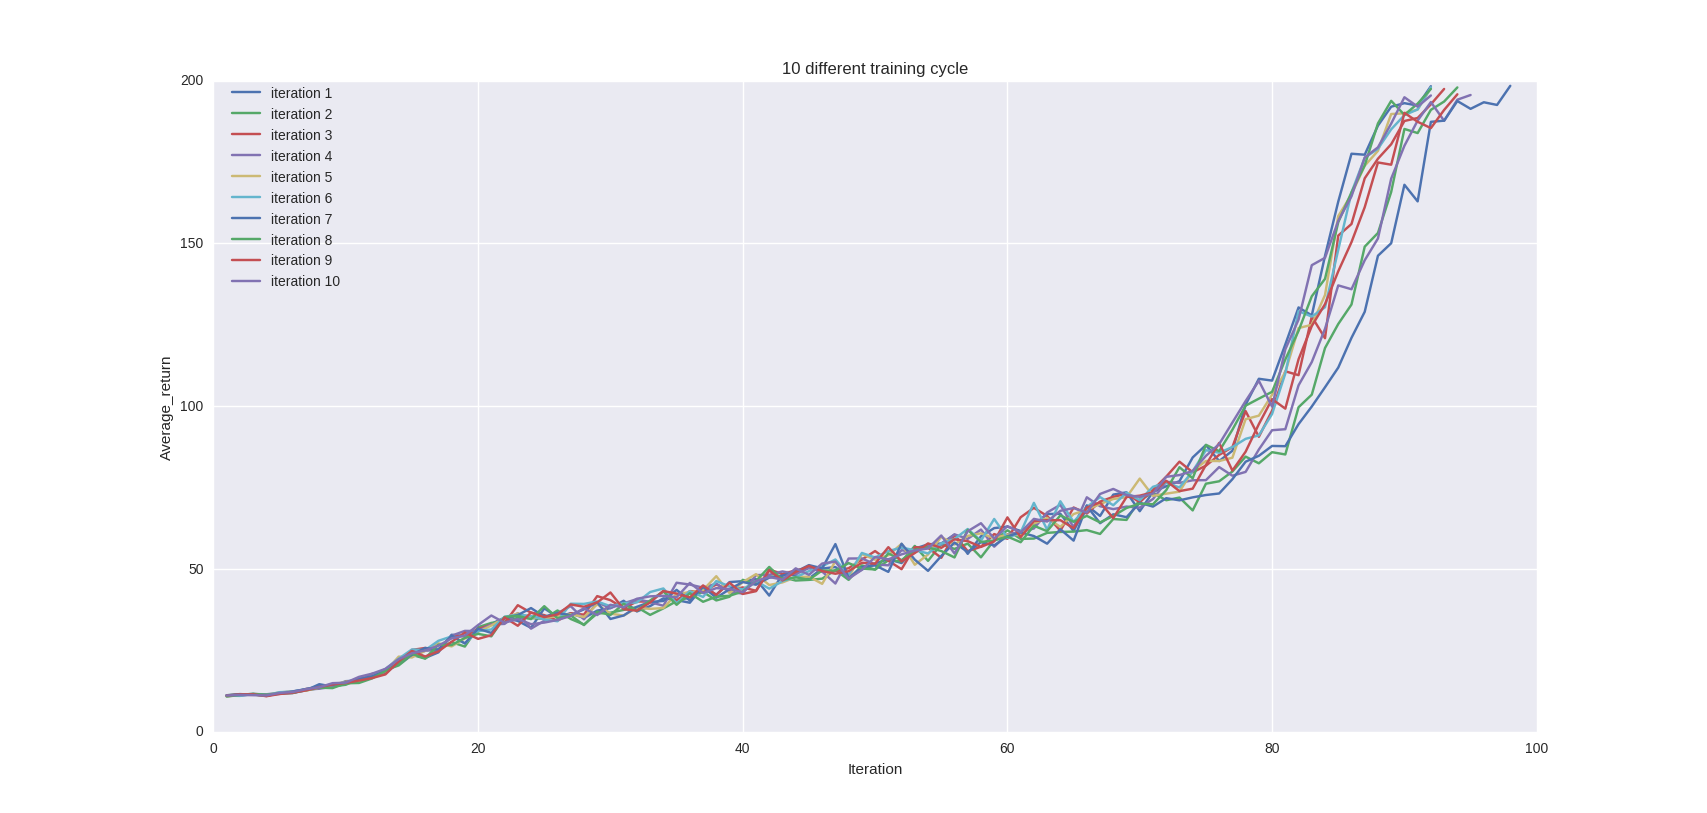 10 different training cycle
200
150
100
50
0
iteration 1
iteration 2
iteration 3
iteration 4
iteration 5
iteration 6
iteration 7
iteration 8
iteration 9
iteration 10
Average_return
0 20 40 60 80 100
Iteration